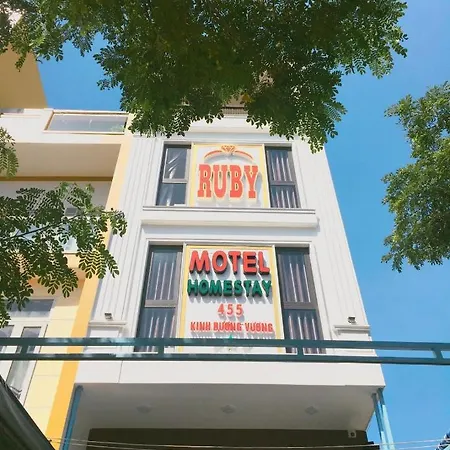 RUBY
MOTEL
HOMESTAY
455
KINH DƯƠNG VƯƠNG